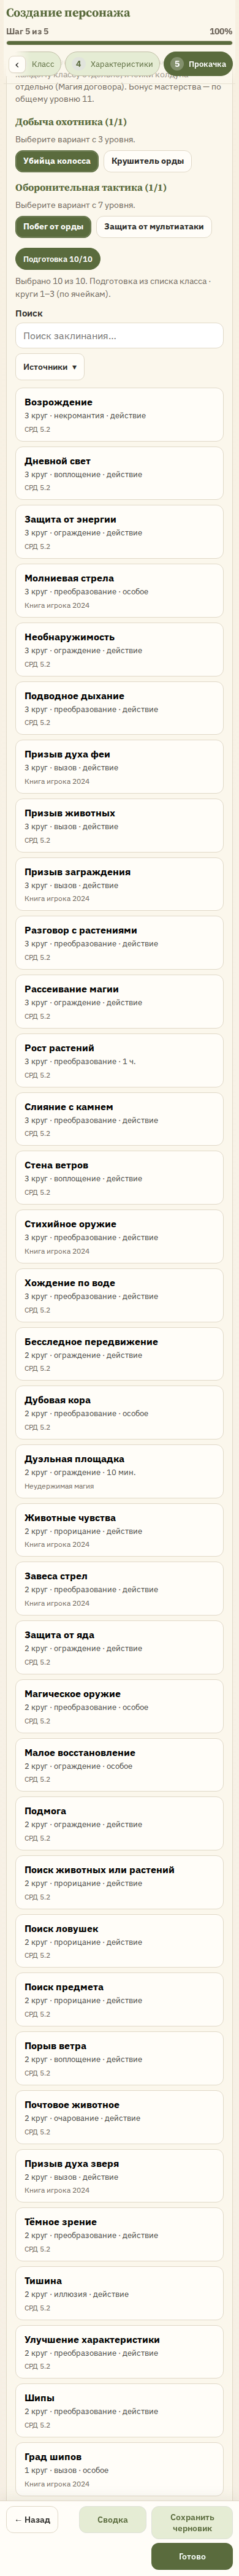 Создание персонажа
Шаг 5 из 5
100%
‹
Класс
4 Характеристики
5 Прокачка
отдельно (Магия договора). Бонус мастерства — по
общему уровню 11.
Добыча охотника (1/1)
Выберите вариант с 3 уровня.
Убийца колосса
Крушитель орды
Оборонительная тактика (1/1)
Выберите вариант с 7 уровня.
Побег от орды
Защита от мультиатаки
Подготовка 10/10
Выбрано 10 из 10. Подготовка из списка класса ·
круги 1–3 (по ячейкам).
Поиск
Поиск заклинания...
Источники ▾
Возрождение
3 круг · некромантия · действие
СРД 5.2
Дневной свет
3 круг · воплощение · действие
СРД 5.2
Защита от энергии
3 круг · ограждение · действие
СРД 5.2
Молниевая стрела
3 круг · преобразование · особое
Книга игрока 2024
Необнаружимость
3 круг · ограждение · действие
СРД 5.2
Подводное дыхание
3 круг · преобразование · действие
СРД 5.2
Призыв духа феи
3 круг · вызов · действие
Книга игрока 2024
Призыв животных
3 круг · вызов · действие
СРД 5.2
Призыв заграждения
3 круг · вызов · действие
Книга игрока 2024
Разговор с растениями
3 круг · преобразование · действие
СРД 5.2
Рассеивание магии
3 круг · ограждение · действие
СРД 5.2
Рост растений
3 круг · преобразование · 1 ч.
СРД 5.2
Слияние с камнем
3 круг · преобразование · действие
СРД 5.2
Стена ветров
3 круг · воплощение · действие
СРД 5.2
Стихийное оружие
3 круг · преобразование · действие
Книга игрока 2024
Хождение по воде
3 круг · преобразование · действие
СРД 5.2
Бесследное передвижение
2 круг · ограждение · действие
СРД 5.2
Дубовая кора
2 круг · преобразование · особое
СРД 5.2
Дуэльная площадка
2 круг · ограждение · 10 мин.
Неудержимая магия
Животные чувства
2 круг · прорицание · действие
Книга игрока 2024
Завеса стрел
2 круг · преобразование · действие
Книга игрока 2024
Защита от яда
2 круг · ограждение · действие
СРД 5.2
Магическое оружие
2 круг · преобразование · особое
СРД 5.2
Малое восстановление
2 круг · ограждение · особое
СРД 5.2
Подмога
2 круг · ограждение · действие
СРД 5.2
Поиск животных или растений
2 круг · прорицание · действие
СРД 5.2
Поиск ловушек
2 круг · прорицание · действие
СРД 5.2
Поиск предмета
2 круг · прорицание · действие
СРД 5.2
Порыв ветра
2 круг · воплощение · действие
СРД 5.2
Почтовое животное
2 круг · очарование · действие
СРД 5.2
Призыв духа зверя
2 круг · вызов · действие
Книга игрока 2024
Тёмное зрение
2 круг · преобразование · действие
СРД 5.2
Тишина
2 круг · иллюзия · действие
СРД 5.2
Улучшение характеристики
2 круг · преобразование · действие
СРД 5.2
Шипы
2 круг · преобразование · действие
СРД 5.2
Град шипов
1 круг · вызов · особое
Книга игрока 2024
← Назад
Сводка
Сохранить
черновик
Готово